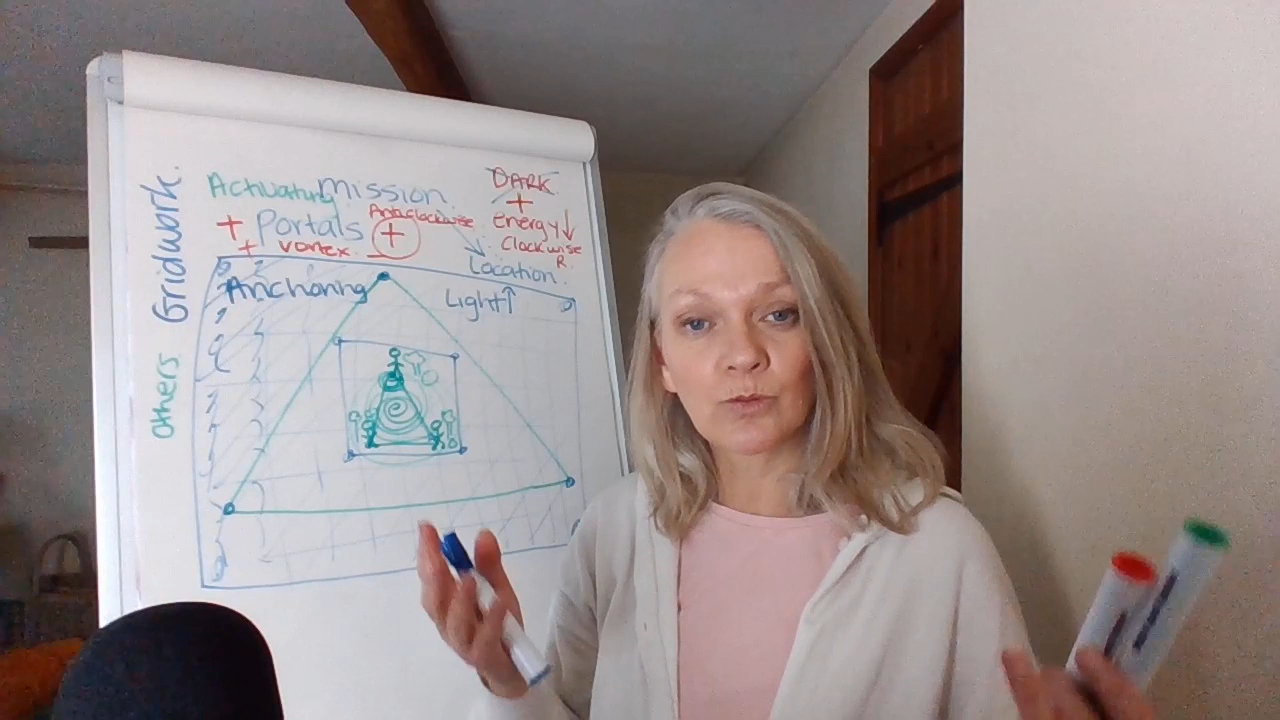 Gridwork.
Others
Activating mission
+ Portals
+ vortex
Anticlockwise
+
DARK
+
energy↓
Clockwise
R.
Location.
Anchoring
Light↑